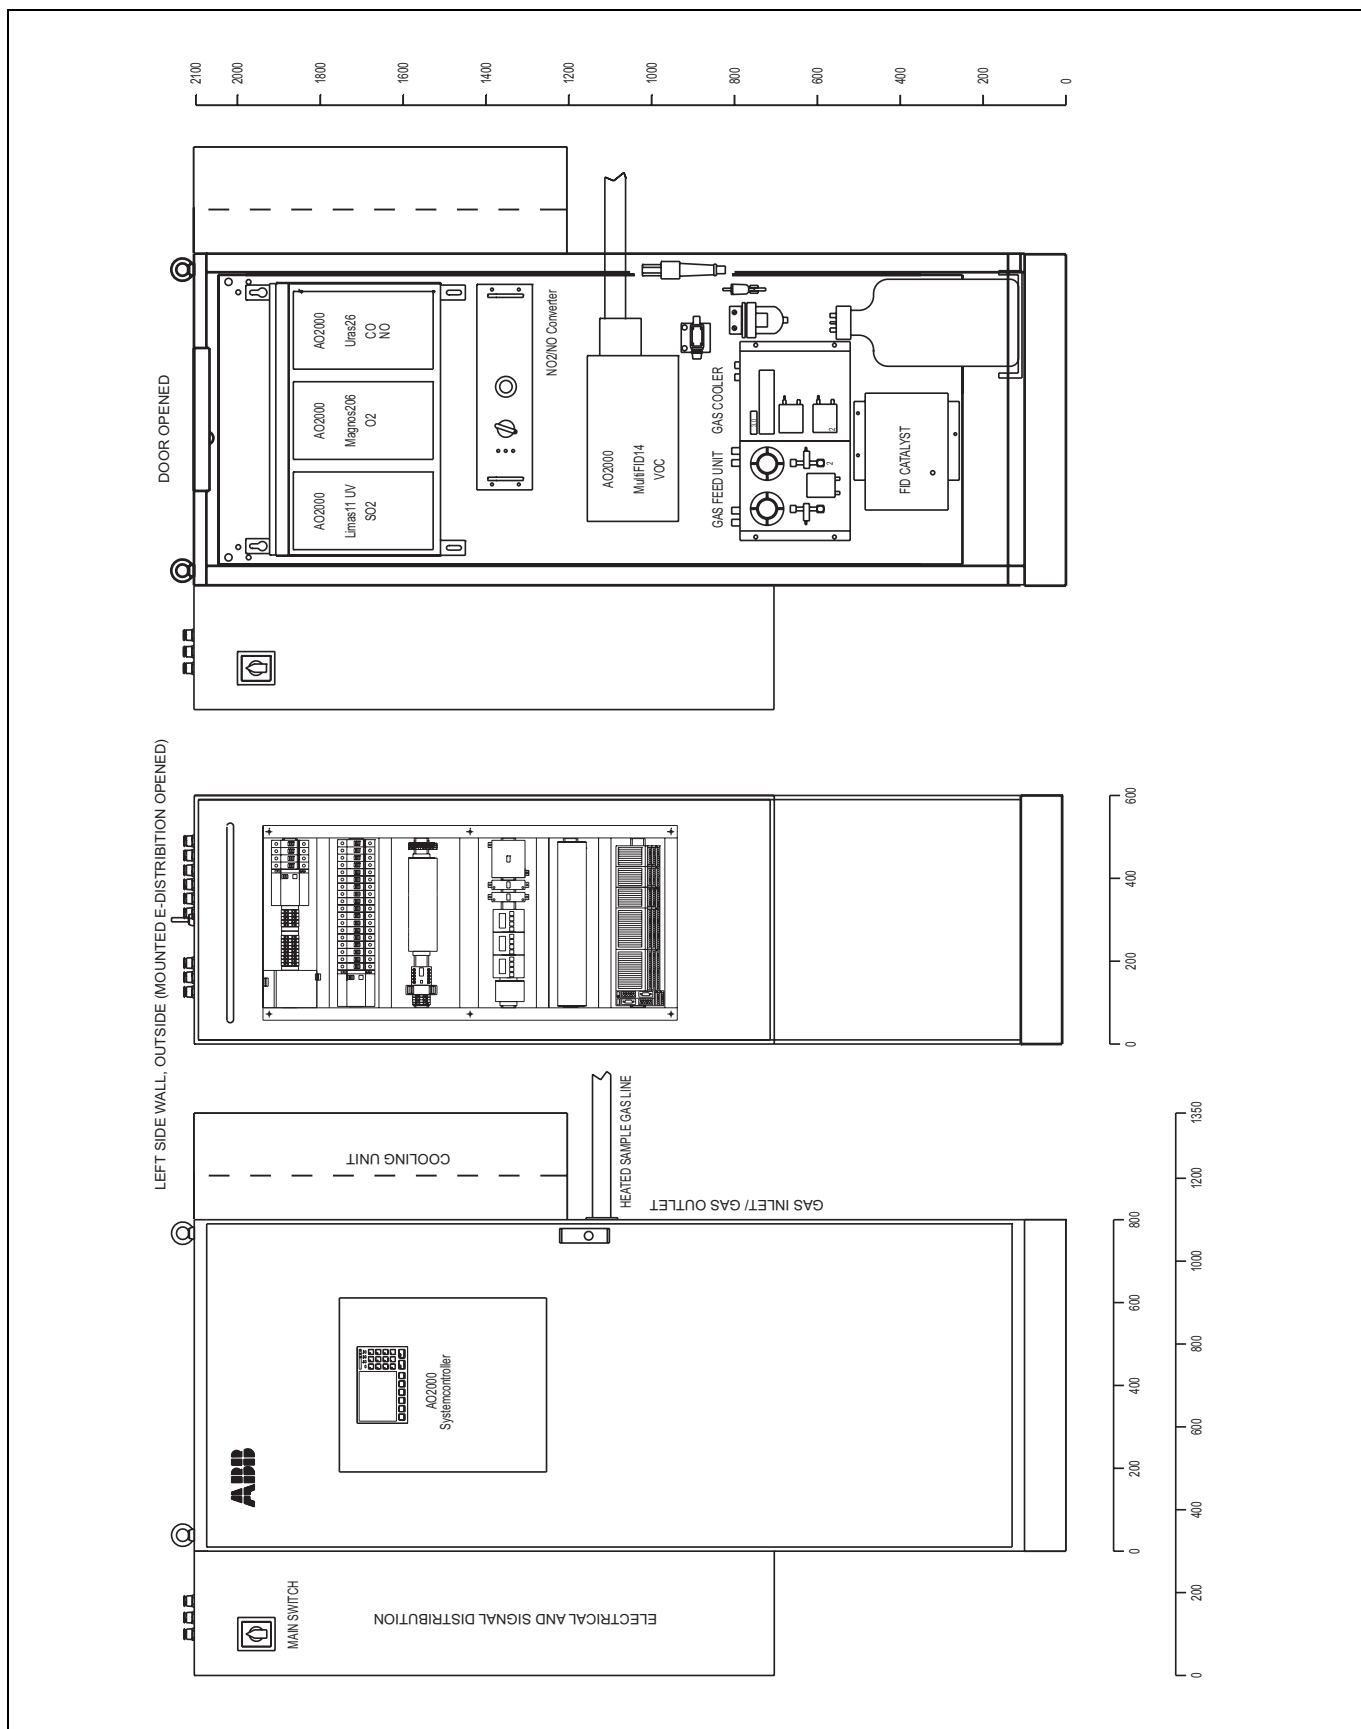 LEFT SIDE WALL, OUTSIDE (MOUNTED E-DISTRIBITION OPENED)
DOOR OPENED
ABB
MAIN SWITCH
ELECTRICAL AND SIGNAL DISTRIBUTION
AO2000
Systemcontroller
COOLING UNIT
HEATED SAMPLE GAS LINE
GAS INLET/ GAS OUTLET
AO2000
Limas11 UV
SO2
AO2000
Magnos206
O2
AO2000
Uras26
CO
NO
NO2/NO Converter
AO2000
MultiFID14
VOC
GAS FEED UNIT
GAS COOLER
2
2
FID CATALYST
2100
2000
1800
1600
1400
1200
1000
800
600
400
200
0
0
200
400
600
800
0
200
400
600
0
200
400
600
800
1000
1200
1350